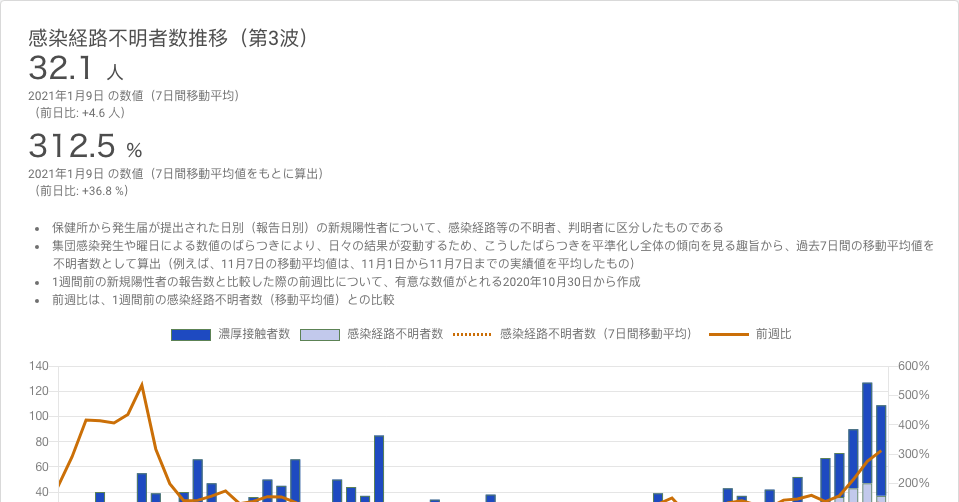 感染経路不明者数推移（第3波）
32.1 人
2021年1月9日 の数値（7日間移動平均）
（前日比: +4.6 人）
312.5 %
2021年1月9日 の数値（7日間移動平均値をもとに算出）
（前日比: +36.8 %）
• 保健所から発生届が提出された日別（報告日別）の新規陽性者について、感染経路等の不明者、判明者に区分したものである
• 集団感染発生や曜日による数値のばらつきにより、日々の結果が変動するため、こうしたばらつきを平準化し全体の傾向を見る趣旨から、過去7日間の移動平均値を
不明者数として算出（例えば、11月7日の移動平均値は、11月1日から11月7日までの実績値を平均したもの）
• 1週間前の新規陽性者の報告数と比較した際の前週比について、有意な数値がとれる2020年10月30日から作成
• 前週比は、1週間前の感染経路不明者数（移動平均値）との比較
濃厚接触者数 感染経路不明者数 感染経路不明者数（7日間移動平均） 前週比
140 600%
120 500%
100 400%
80 300%
60 200%
40